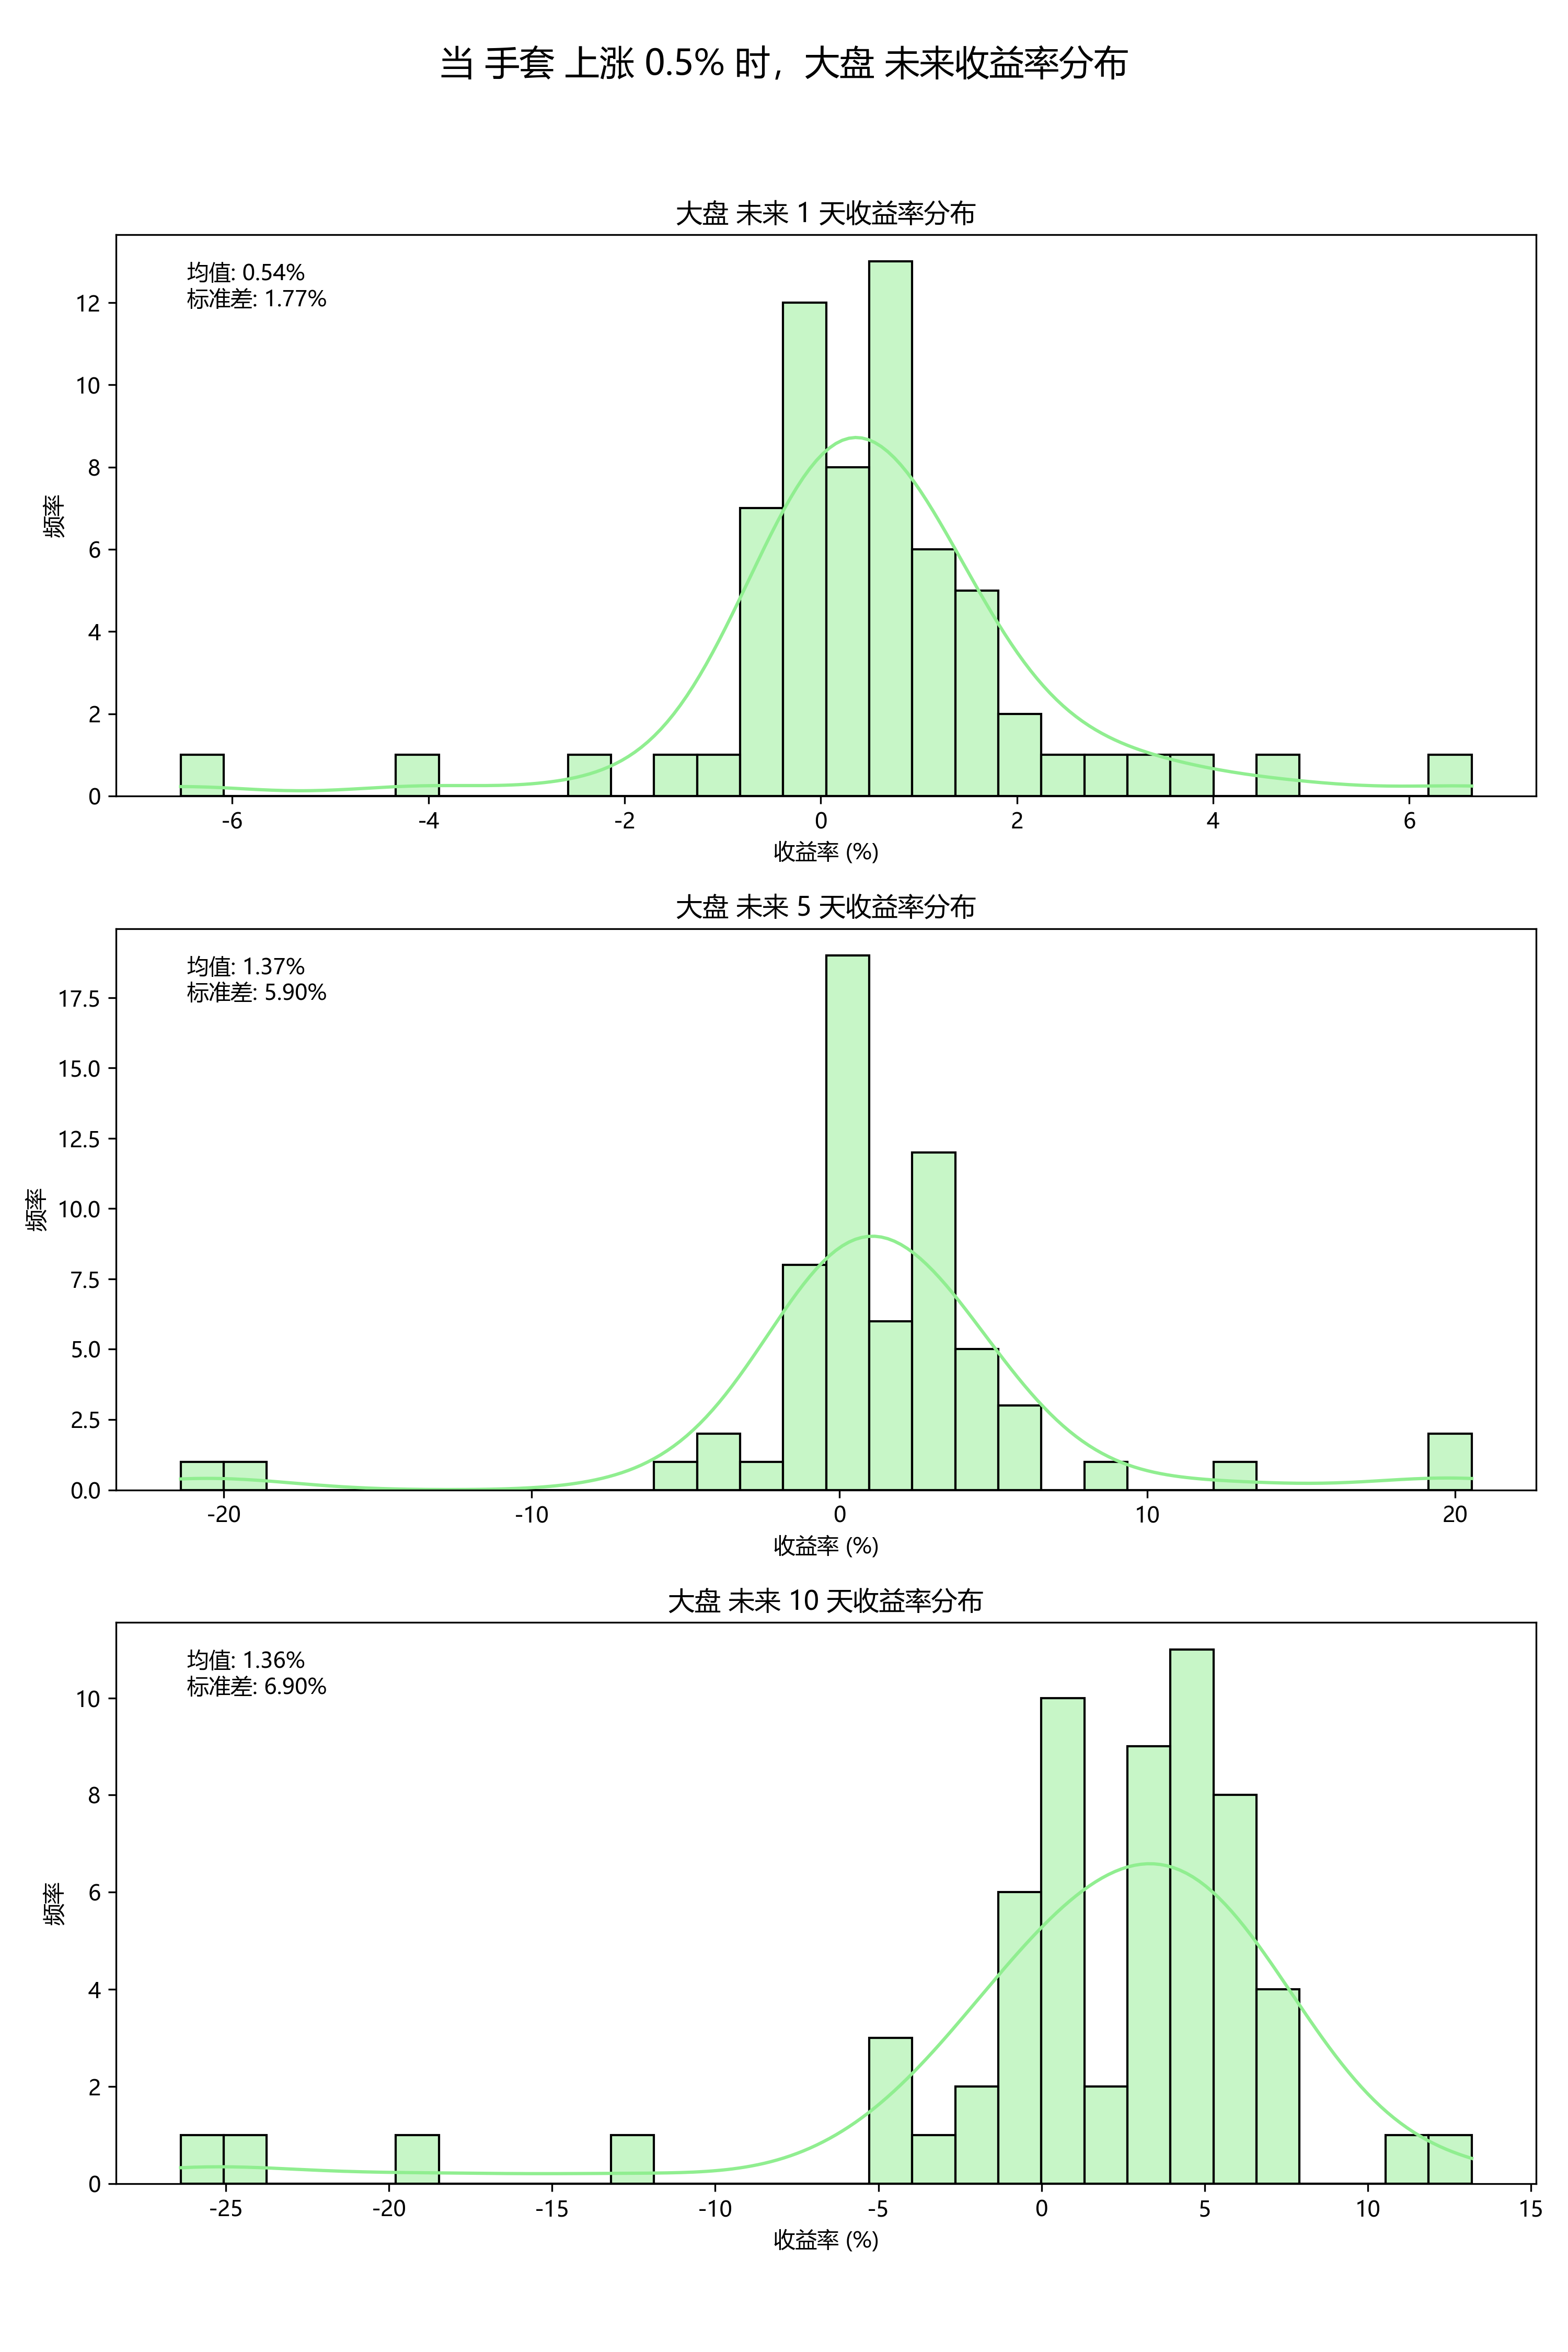 当 手套 上涨 0.5% 时，大盘 未来收益率分布
大盘 未来 1 天收益率分布
均值: 0.54%
标准差: 1.77%
频率
12
10
8
6
4
2
0
-6 -4 -2 0 2 4 6
收益率 (%)
大盘 未来 5 天收益率分布
均值: 1.37%
标准差: 5.90%
频率
17.5
15.0
12.5
10.0
7.5
5.0
2.5
0.0
-20 -10 0 10 20
收益率 (%)
大盘 未来 10 天收益率分布
均值: 1.36%
标准差: 6.90%
频率
10
8
6
4
2
0
-25 -20 -15 -10 -5 0 5 10 15
收益率 (%)